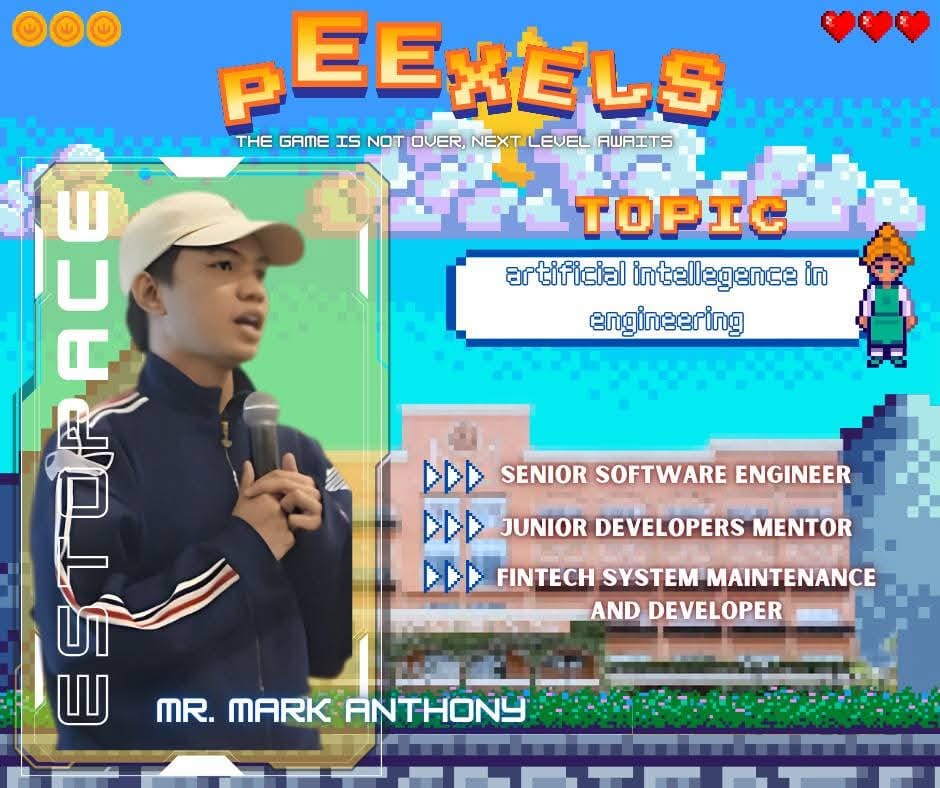 PEEXELS
THE GAME IS NOT OVER, NEXT LEVEL AWAITS
TOPIC
artificial intellegence in
engineering
SENIOR SOFTWARE ENGINEER
JUNIOR DEVELOPERS MENTOR
FINTECH SYSTEM MAINTENANCE
AND DEVELOPER
ESTOPACE
MR. MARK ANTHONY